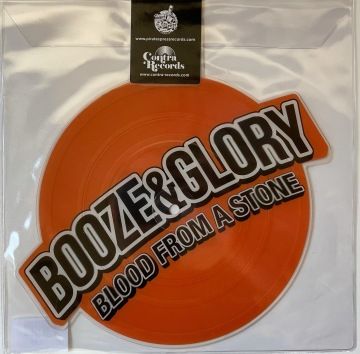 www.piratespressrecords.com
Contra
Records
www.contra-records.com
BOOZE&GLORY
BLOOD FROM A STONE